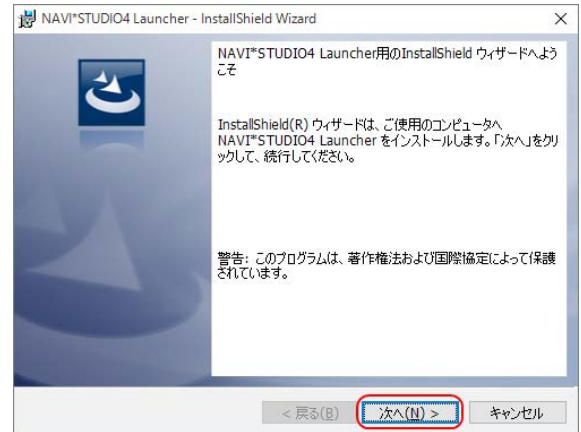 NAVI*STUDIO4 Launcher - InstallShield Wizard
NAVI*STUDIO4 Launcher用のInstallShield ウィザードへよう
こそ
InstallShield(R) ウィザードは、ご使用のコンピュータへ
NAVI*STUDIO4 Launcher をインストールします。「次へ」をクリ
ックして、続行してください。
警告: このプログラムは、著作権法および国際協定によって保護
されています。
< 戻る(B) 次へ(N) > キャンセル